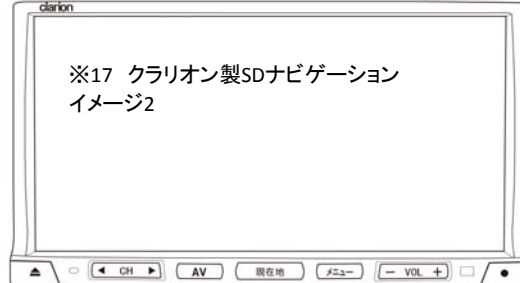 clarion
※17 クラリオン製SDナビゲーション
イメージ2
◀ CH ▶ AV 現在地 メニュー − VOL +